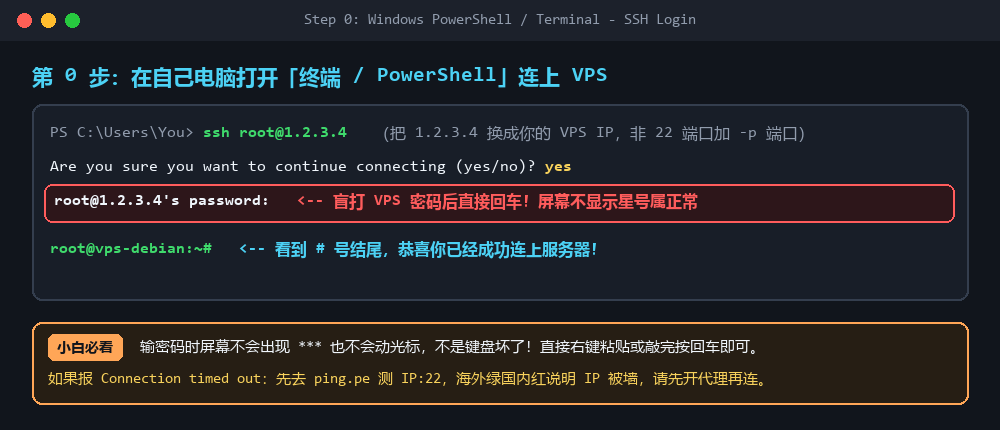 Step 0: Windows PowerShell / Terminal - SSH Login
第 0 步: 在自己电脑打开「终端 / PowerShell」连上 VPS
PS C:\Users\You> ssh root@1.2.3.4 (把 1.2.3.4 换成你的 VPS IP, 非 22 端口加 -p 端口)
Are you sure you want to continue connecting (yes/no)? yes
root@1.2.3.4's password: <-- 盲打 VPS 密码后直接回车! 屏幕不显示星号属正常
root@vps-debian:~# <-- 看到 # 号结尾, 恭喜你已经成功连上服务器!
小白必看 输密码时屏幕不会出现 *** 也不会动光标, 不是键盘坏了! 直接右键粘贴或敲完按回车即可。
如果报 Connection timed out: 先去 ping.pe 测 IP:22, 海外绿国内红说明 IP 被墙, 请先开代理再连。